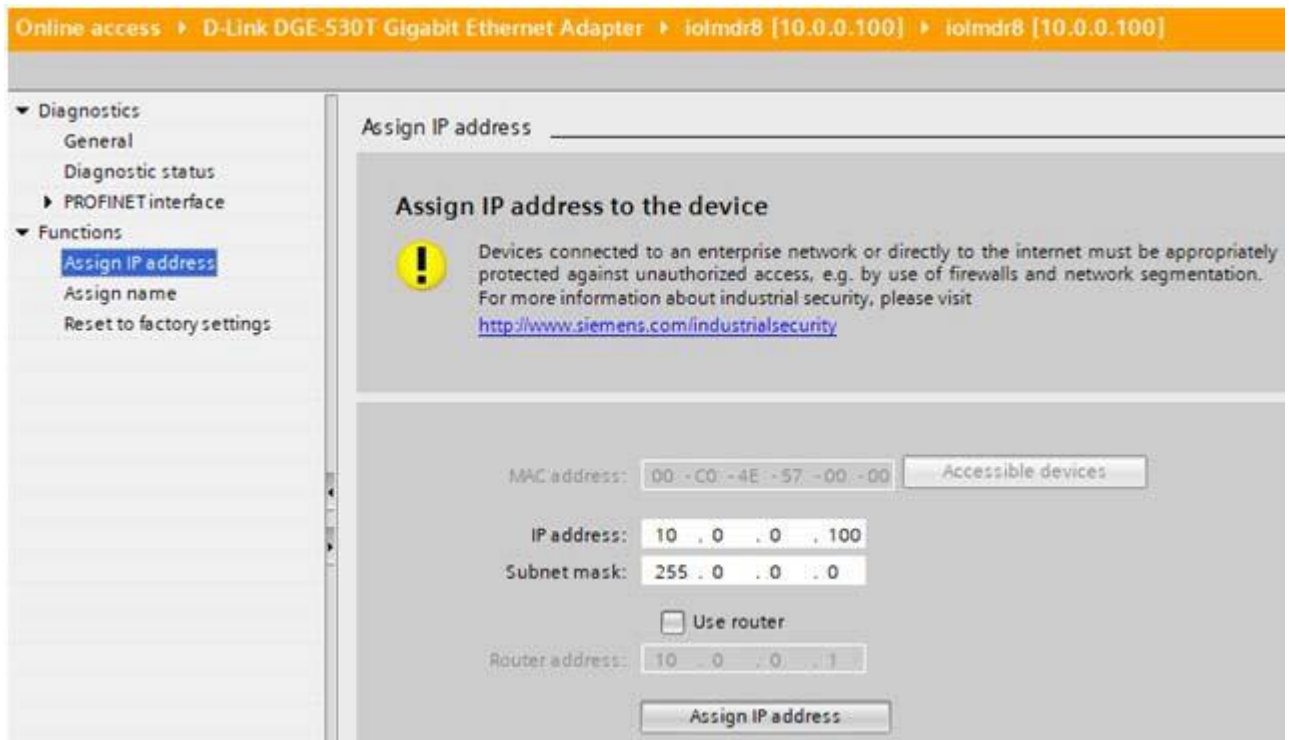 Online access ▸ D-Link DGE-530T Gigabit Ethernet Adapter ▸ iolmdr8 [10.0.0.100] ▸ iolmdr8 [10.0.0.100]
Diagnostics
General
Diagnostic status
PROFINET interface
Functions
Assign IP address
Assign name
Reset to factory settings
Assign IP address
Assign IP address to the device
Devices connected to an enterprise network or directly to the internet must be appropriately
protected against unauthorized access, e.g. by use of firewalls and network segmentation.
For more information about industrial security, please visit
http://www.siemens.com/industrialsecurity
MAC address: 00 - C0 - 4E - 57 - 00 - 00 Accessible devices
IP address: 10 . 0 . 0 . 100
Subnet mask: 255 . 0 . 0 . 0
Use router
Router address: 10 . 0 . 0 . 1
Assign IP address